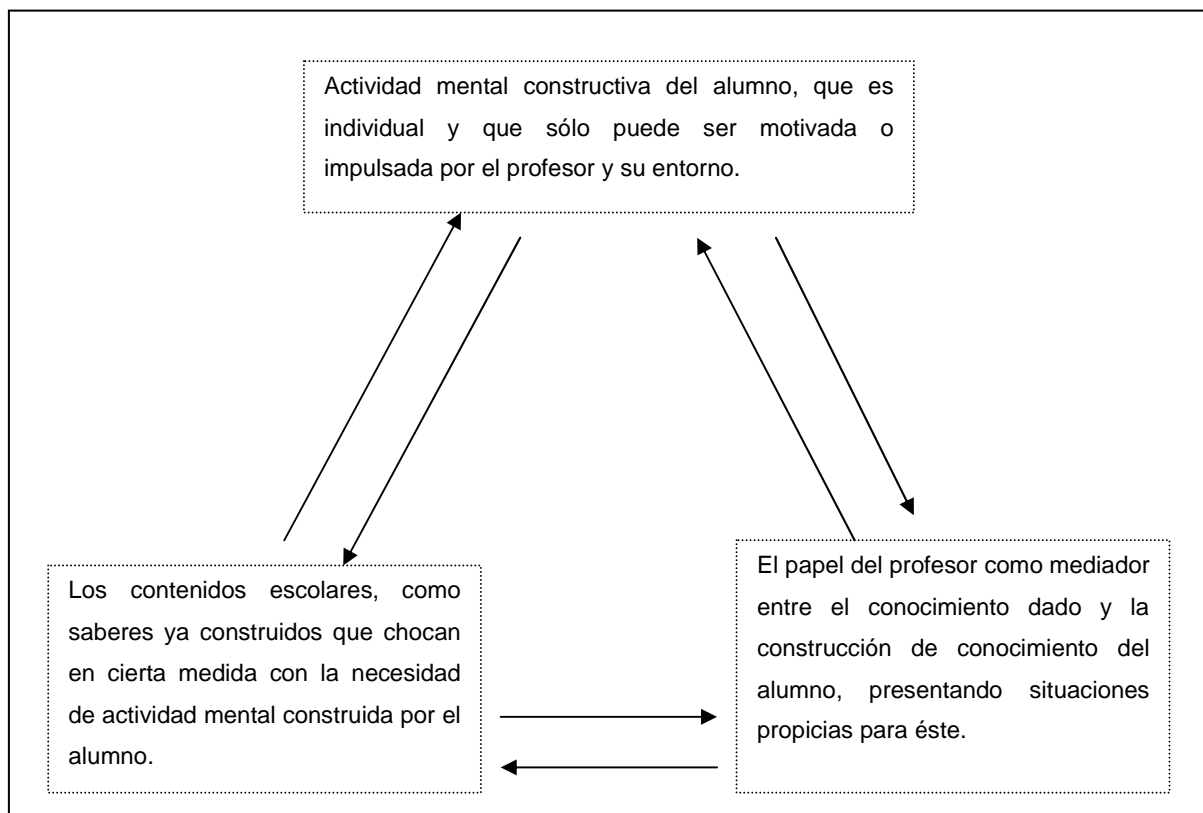 Actividad mental constructiva del alumno, que es
individual y que sólo puede ser motivada o
impulsada por el profesor y su entorno.
Los contenidos escolares, como
saberes ya construidos que chocan
en cierta medida con la necesidad
de actividad mental construida por el
alumno.
El papel del profesor como mediador
entre el conocimiento dado y la
construcción de conocimiento del
alumno, presentando situaciones
propicias para éste.